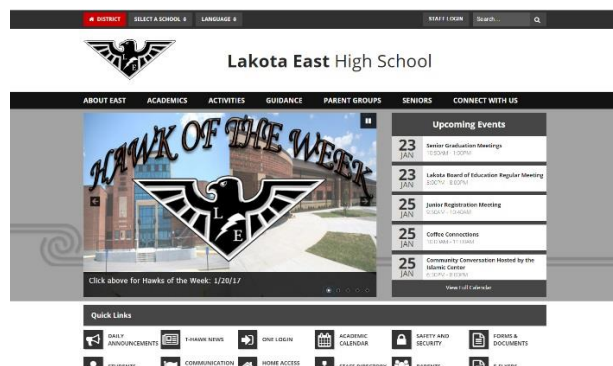 DISTRICT
SELECT A SCHOOL
LANGUAGE
STAFF LOGIN
Search...
L E
Lakota East High School
ABOUT EAST
ACADEMICS
ACTIVITIES
GUIDANCE
PARENT GROUPS
SENIORS
CONNECT WITH US
HAWK OF THE WEEK
L E
Click above for Hawks of the Week: 1/20/17
Upcoming Events
23 JAN
Senior Graduation Meetings
23 JAN
Lakota Board of Education Regular Meeting
25 JAN
Junior Registration Meeting
25 JAN
Coffee Connections
25 JAN
Community Conversation Hosted by the
Islamic Center
View Full Calendar
Quick Links
DAILY
ANNOUNCEMENTS
T-HAWK NEWS
ONE LOGIN
ACADEMIC
CALENDAR
SAFETY AND
SECURITY
FORMS &
DOCUMENTS
COMMUNICATION
HOME ACCESS